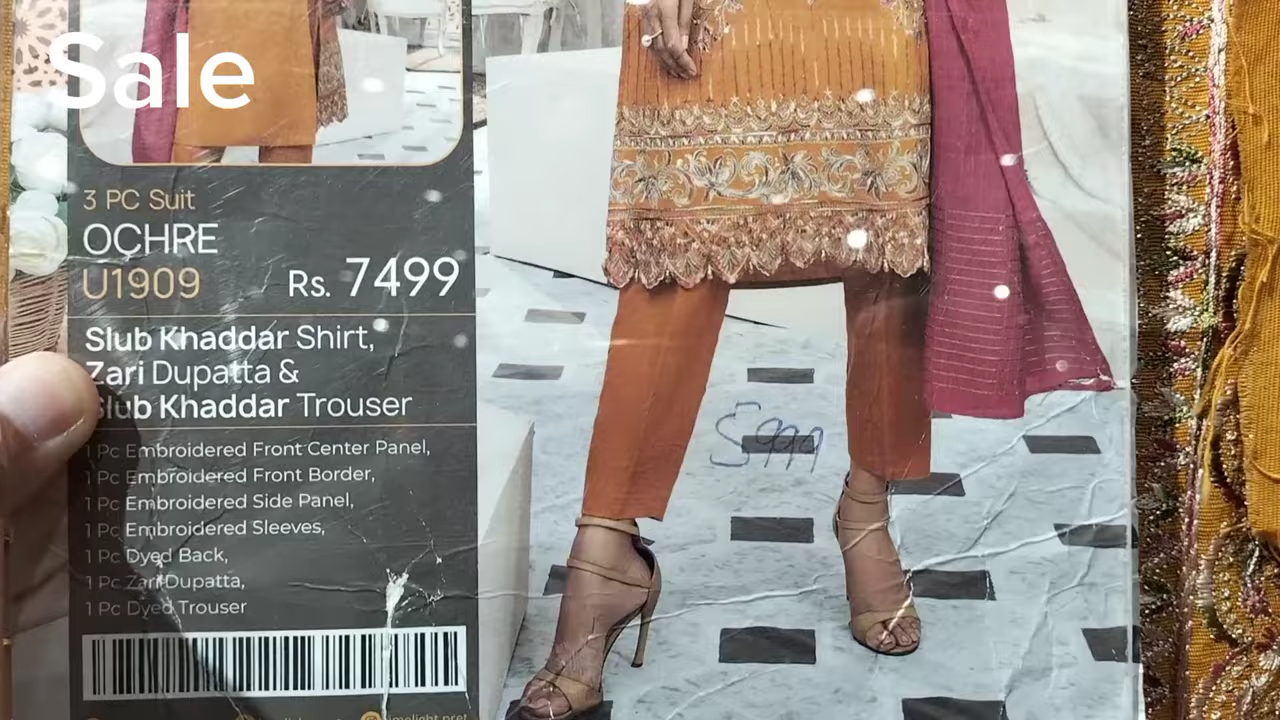 Sale
3 PC Suit
OCHRE
U1909
Rs. 7499
Slub Khaddar Shirt,
Zari Dupatta &
Slub Khaddar Trouser
1 Pc Embroidered Front Center Panel,
1 Pc Embroidered Front Border,
1 Pc Embroidered Side Panel,
1 Pc Embroidered Sleeves,
1 Pc Dyed Back,
1 Pc Zari Dupatta,
1 Pc Dyed Trouser
5999